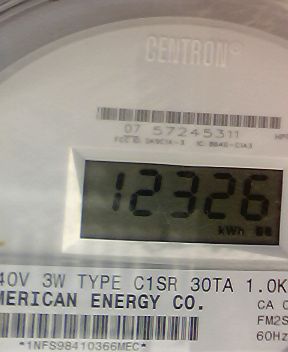 CENTRON®
07 57245311
12326
kWh
40V 3W TYPE C1SR 30TA 1.0K
MERICAN ENERGY CO.
CA
FM2S
60Hz
*1NFS98410366MEC*